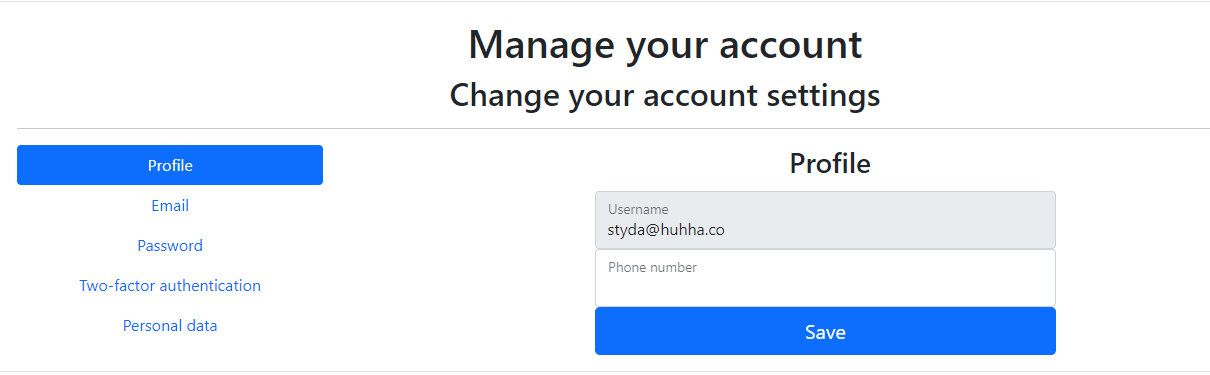 Manage your account
Change your account settings
Profile
Email
Password
Two-factor authentication
Personal data
Profile
Username
styda@huhha.co
Phone number
Save